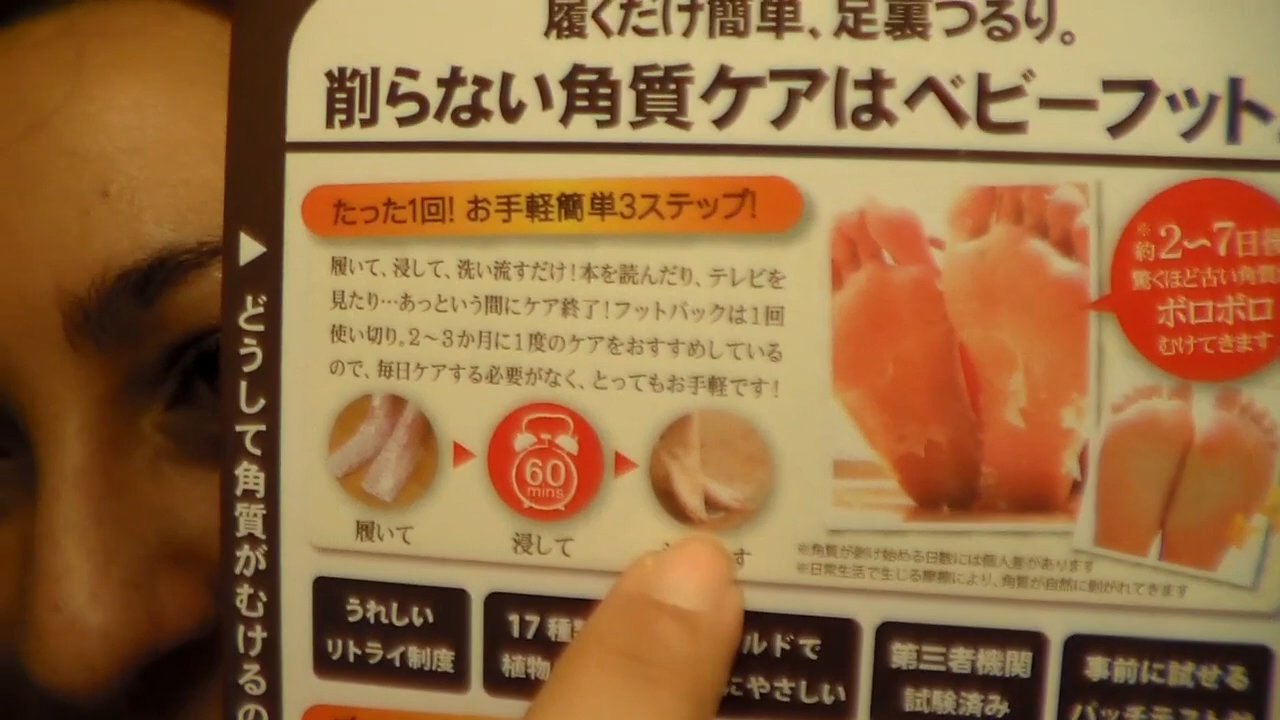 履くだけ簡単、足裏つるり。
削らない角質ケアはベビーフット
たった1回! お手軽簡単3ステップ!
履いて、浸して、洗い流すだけ!本を読んだり、テレビを
見たり…あっという間にケア終了!フットパックは1回
使い切り。2〜3か月に1度のケアをおすすめしている
ので、毎日ケアする必要がなく、とってもお手軽です!
60
mins
履いて
浸して
す
※約2〜7日
驚くほど古い角質
ボロボロ
むけてきます
※角質が剥け始める日数には個人差があります
※日常生活で生じる摩擦により、角質が自然に剥がれてきます
▶どうして角質がむけるの
うれしい
リトライ制度
17種
植物
ルドで
にやさしい
第三者機関
試験済み
事前に試せる
パッチテスト